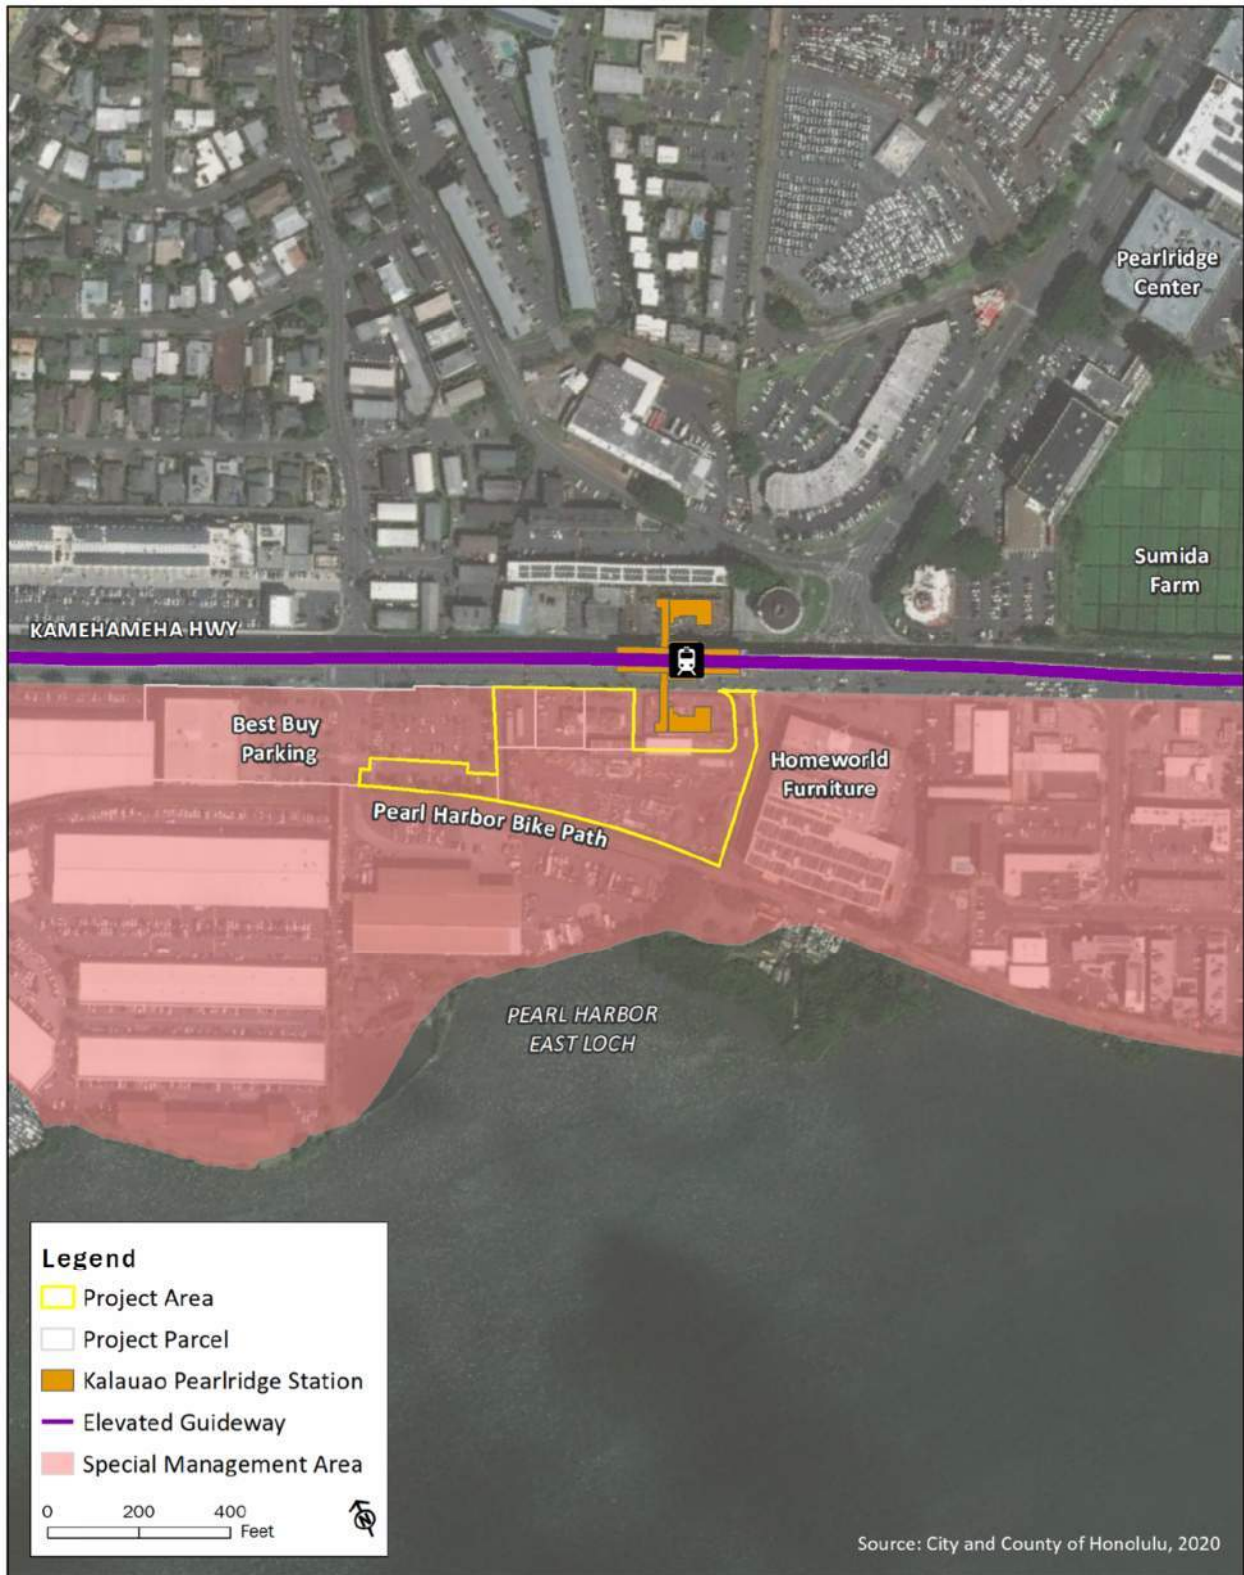 Pearlridge
Center
Sumida
Farm
KAMEHAMEHA HWY
Best Buy
Parking
Homeworld
Furniture
Pearl Harbor Bike Path
PEARL HARBOR
EAST LOCH
Legend
Project Area
Project Parcel
Kalauao Pearlridge Station
Elevated Guideway
Special Management Area
0 200 400
Feet
N
Source: City and County of Honolulu, 2020